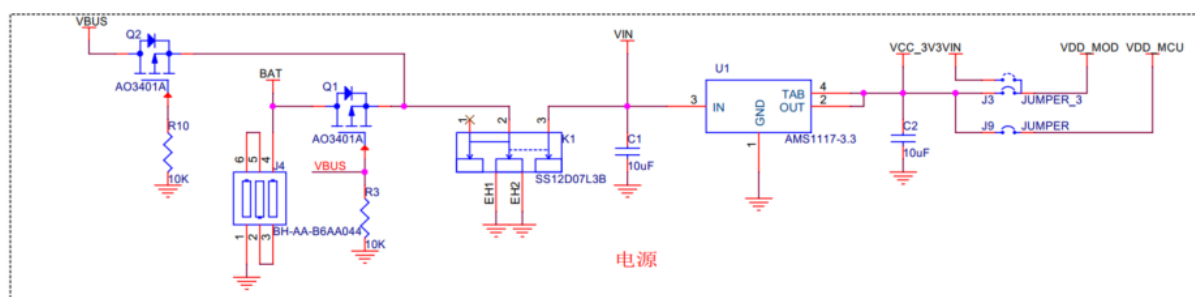 VBUS
Q2
AO3401A
R10
10K
BAT
Q1
AO3401A
VBUS
R3
10K
6
5
4
J4
BH-AA-B6AA044
1
2
3
1
2
3
K1
SS12D07L3B
EH1
EH2
VIN
C1
10uF
U1
3
IN
TAB
4
OUT
2
GND
1
AMS1117-3.3
VCC_3V3
VIN
C2
10uF
J3
JUMPER_3
J9
JUMPER
VDD_MOD
VDD_MCU
电源